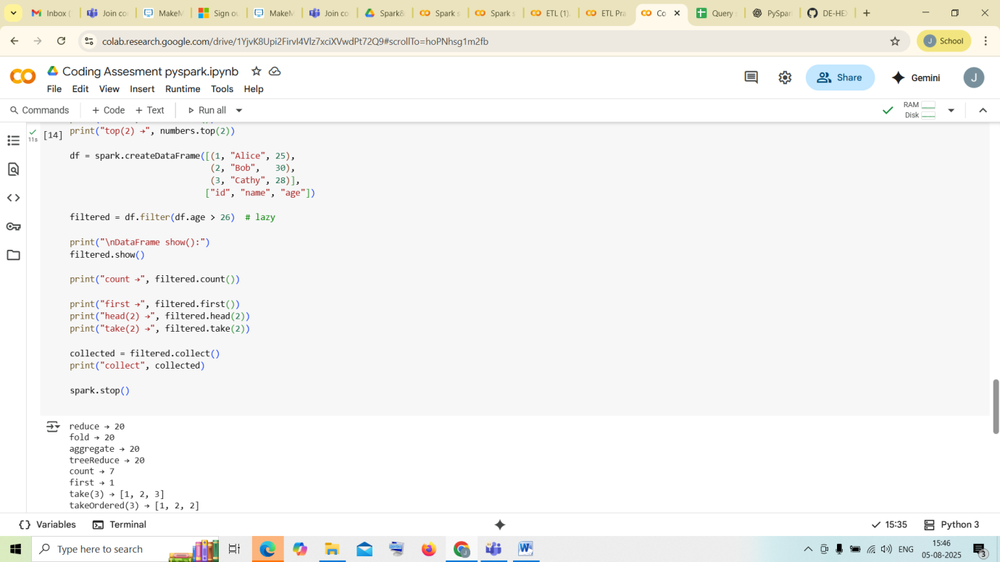 Inbox (
Join co
MakeM
Sign ou
MakeM
Join co
Spark&
Spark s
Spark s
ETL (1).
ETL Pra
Co
Query
PySpar
DE-HEX
colab.research.google.com/drive/1YjvK8Upi2FirvI4Vlz7xciXVwdPt72Q9#scrollTo=hoPNhsg1m2fb
J School
Coding Assesment pyspark.ipynb
File Edit View Insert Runtime Tools Help
Share
Gemini
J
Commands + Code + Text Run all
RAM
Disk
11s
[14]
print("top(2) →", numbers.top(2))
df = spark.createDataFrame([(1, "Alice", 25),
(2, "Bob",   30),
(3, "Cathy", 28)],
["id", "name", "age"])
filtered = df.filter(df.age > 26)  # lazy
print("\nDataFrame show():")
filtered.show()
print("count →", filtered.count())
print("first →", filtered.first())
print("head(2) →", filtered.head(2))
print("take(2) →", filtered.take(2))
collected = filtered.collect()
print("collect", collected)
spark.stop()
reduce → 20
fold → 20
aggregate → 20
treeReduce → 20
count → 7
first → 1
take(3) → [1, 2, 3]
takeOrdered(3) → [1, 2, 2]
Variables Terminal
15:35 Python 3
Type here to search
ENG
15:46
05-08-2025
3